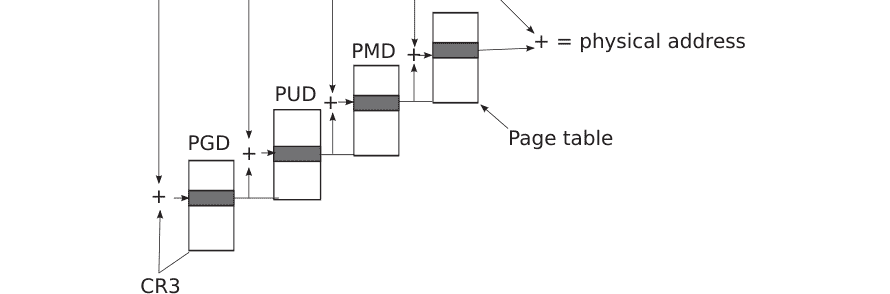 + = physical address
PMD
+
PUD
+
Page table
PGD
+
+
CR3